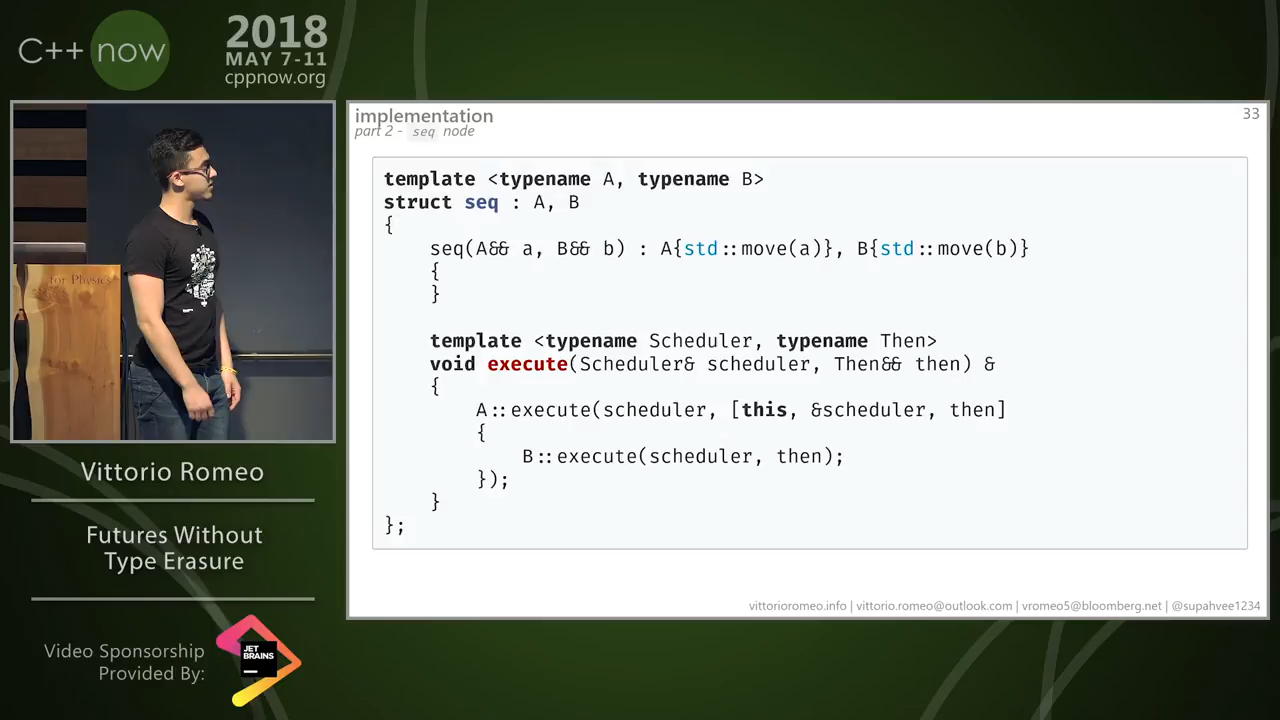 C++ now
2018
MAY 7-11
cppnow.org
for Physics
Vittorio Romeo
Futures Without
Type Erasure
Video Sponsorship
Provided By:
JET
BRAINS
implementation
33
part 2 - seq node
template <typename A, typename B>
struct seq : A, B
{
    seq(A&& a, B&& b) : A{std::move(a)}, B{std::move(b)}
    {
    }
    template <typename Scheduler, typename Then>
    void execute(Scheduler& scheduler, Then&& then) &
    {
        A::execute(scheduler, [this, &scheduler, then]
        {
            B::execute(scheduler, then);
        });
    }
};
vittorioromeo.info | vittorio.romeo@outlook.com | vromeo5@bloomberg.net | @supahvee1234